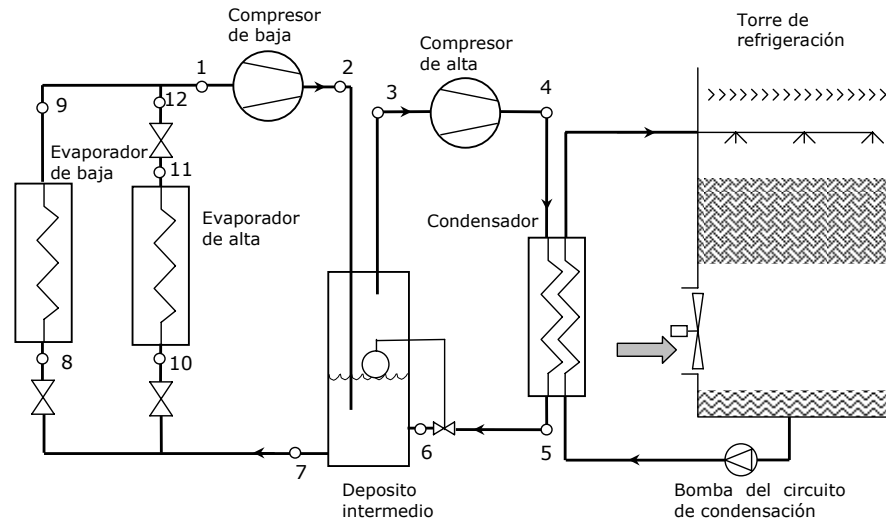 Compresor
de baja
Compresor
de alta
Torre de
refrigeración
1
2
3
4
9
12
11
Evaporador
de baja
Evaporador
de alta
Condensador
8
10
7
6
5
Deposito
intermedio
Bomba del circuito
de condensación